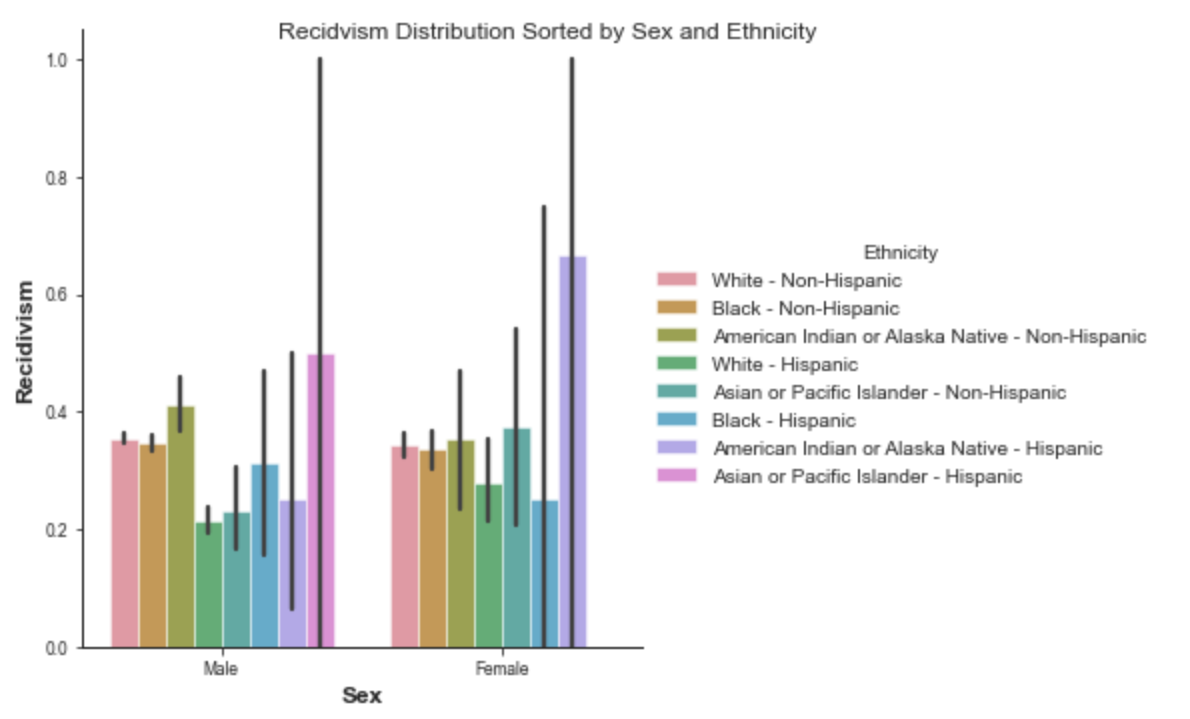 Recidvism Distribution Sorted by Sex and Ethnicity
1.0
0.8
0.6
0.4
0.2
0.0
Recidivism
Male
Female
Sex
Ethnicity
White - Non-Hispanic
Black - Non-Hispanic
American Indian or Alaska Native - Non-Hispanic
White - Hispanic
Asian or Pacific Islander - Non-Hispanic
Black - Hispanic
American Indian or Alaska Native - Hispanic
Asian or Pacific Islander - Hispanic